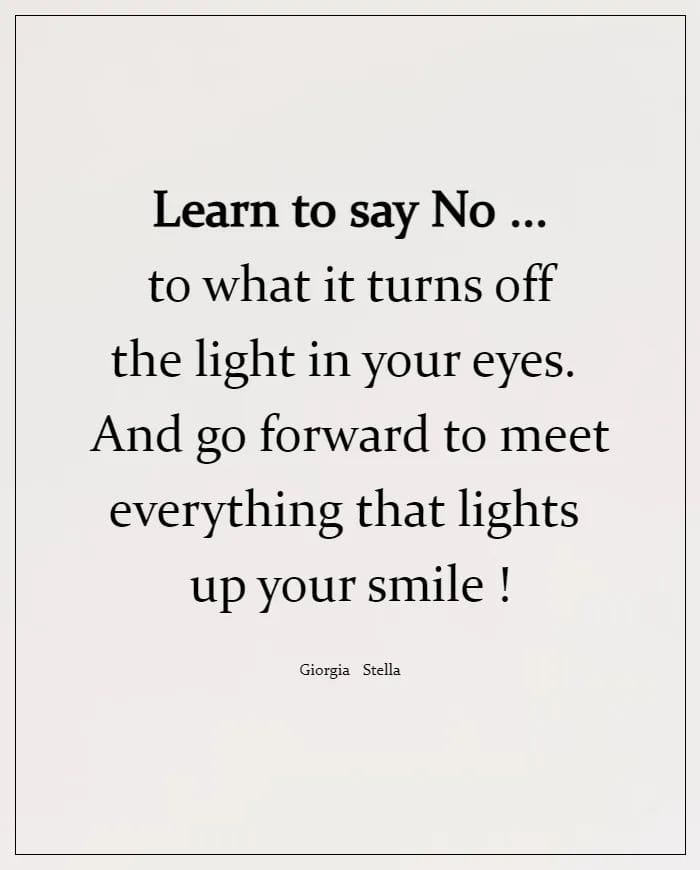 Learn to say No ...
to what it turns off
the light in your eyes.
And go forward to meet
everything that lights
up your smile !
Giorgia Stella